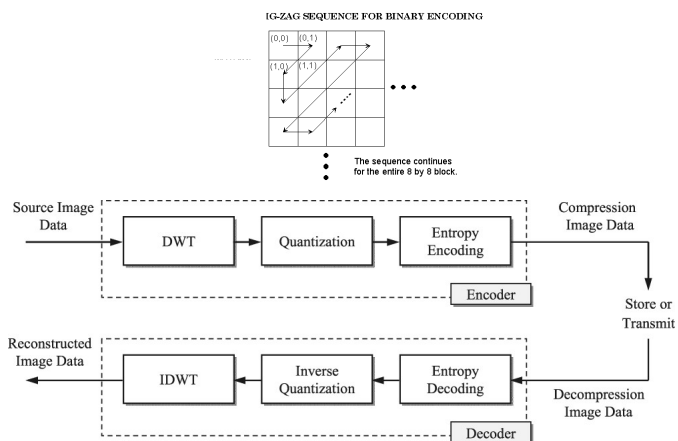 IG-ZAG SEQUENCE FOR BINARY ENCODING
(0,0) (0,1)
(1,0) (1,1)
The sequence continues
for the entire 8 by 8 block.
Source Image
Data
DWT
Quantization
Entropy
Encoding
Compression
Image Data
Encoder
Store or
Transmit
Reconstructed
Image Data
IDWT
Inverse
Quantization
Entropy
Decoding
Decompression
Image Data
Decoder